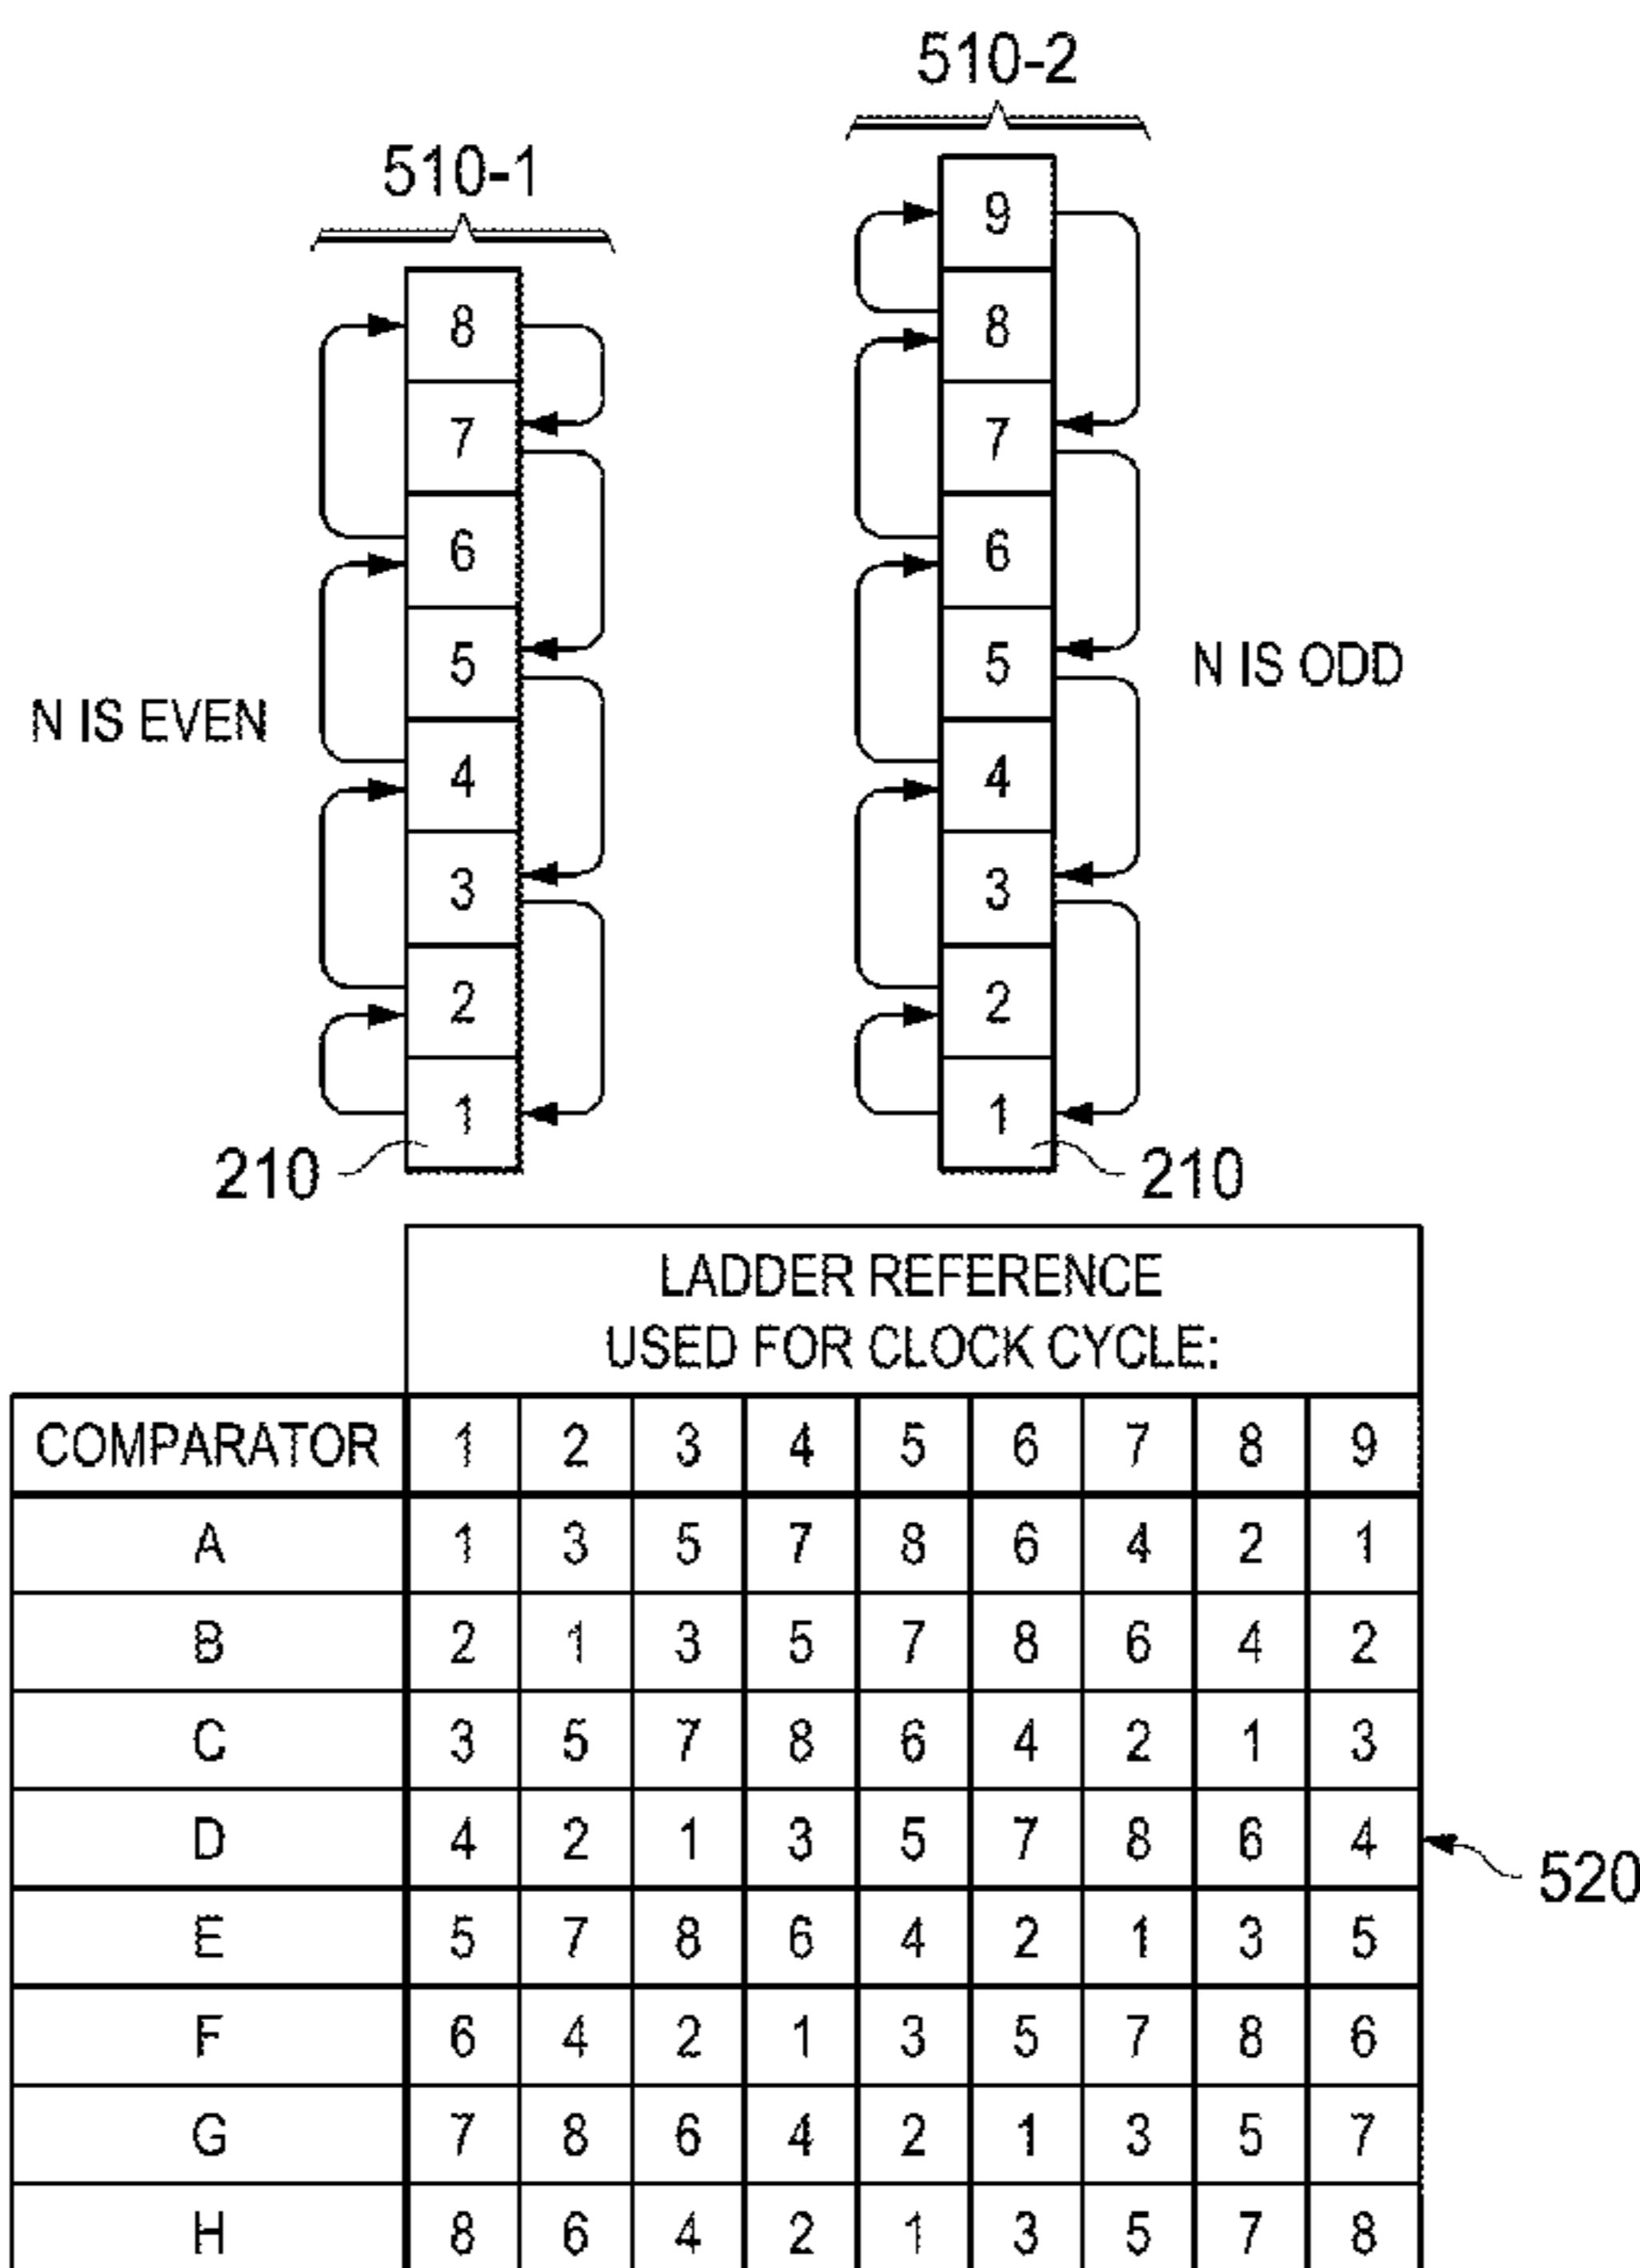 510-2
510-1
9
8
7
6
5
4
3
2
1
8
7
6
5
4
3
2
1
N IS EVEN
N IS ODD
210
210
LADDER REFERENCE
USED FOR CLOCK CYCLE:
COMPARATOR 1 2 3 4 5 6 7 8 9
A 1 3 5 7 8 6 4 2 1
B 2 1 3 5 7 8 6 4 2
C 3 5 7 8 6 4 2 1 3
D 4 2 1 3 5 7 8 6 4
E 5 7 8 6 4 2 1 3 5
F 6 4 2 1 3 5 7 8 6
G 7 8 6 4 2 1 3 5 7
H 8 6 4 2 1 3 5 7 8
520